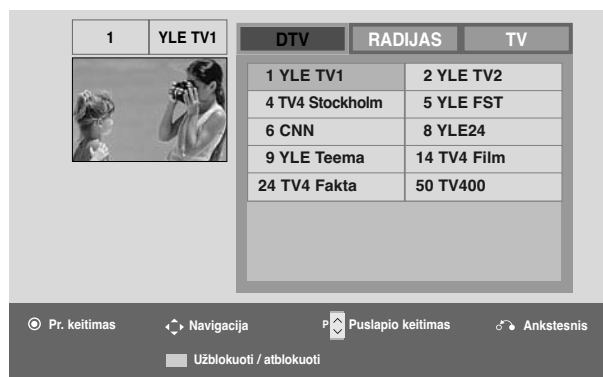 1 YLE TV1
DTV RADIJAS TV
1 YLE TV1 2 YLE TV2
4 TV4 Stockholm 5 YLE FST
6 CNN 8 YLE24
9 YLE Teema 14 TV4 Film
24 TV4 Fakta 50 TV400
Pr. keitimas Navigacija P Puslapio keitimas Ankstesnis
Užblokuoti / atblokuoti